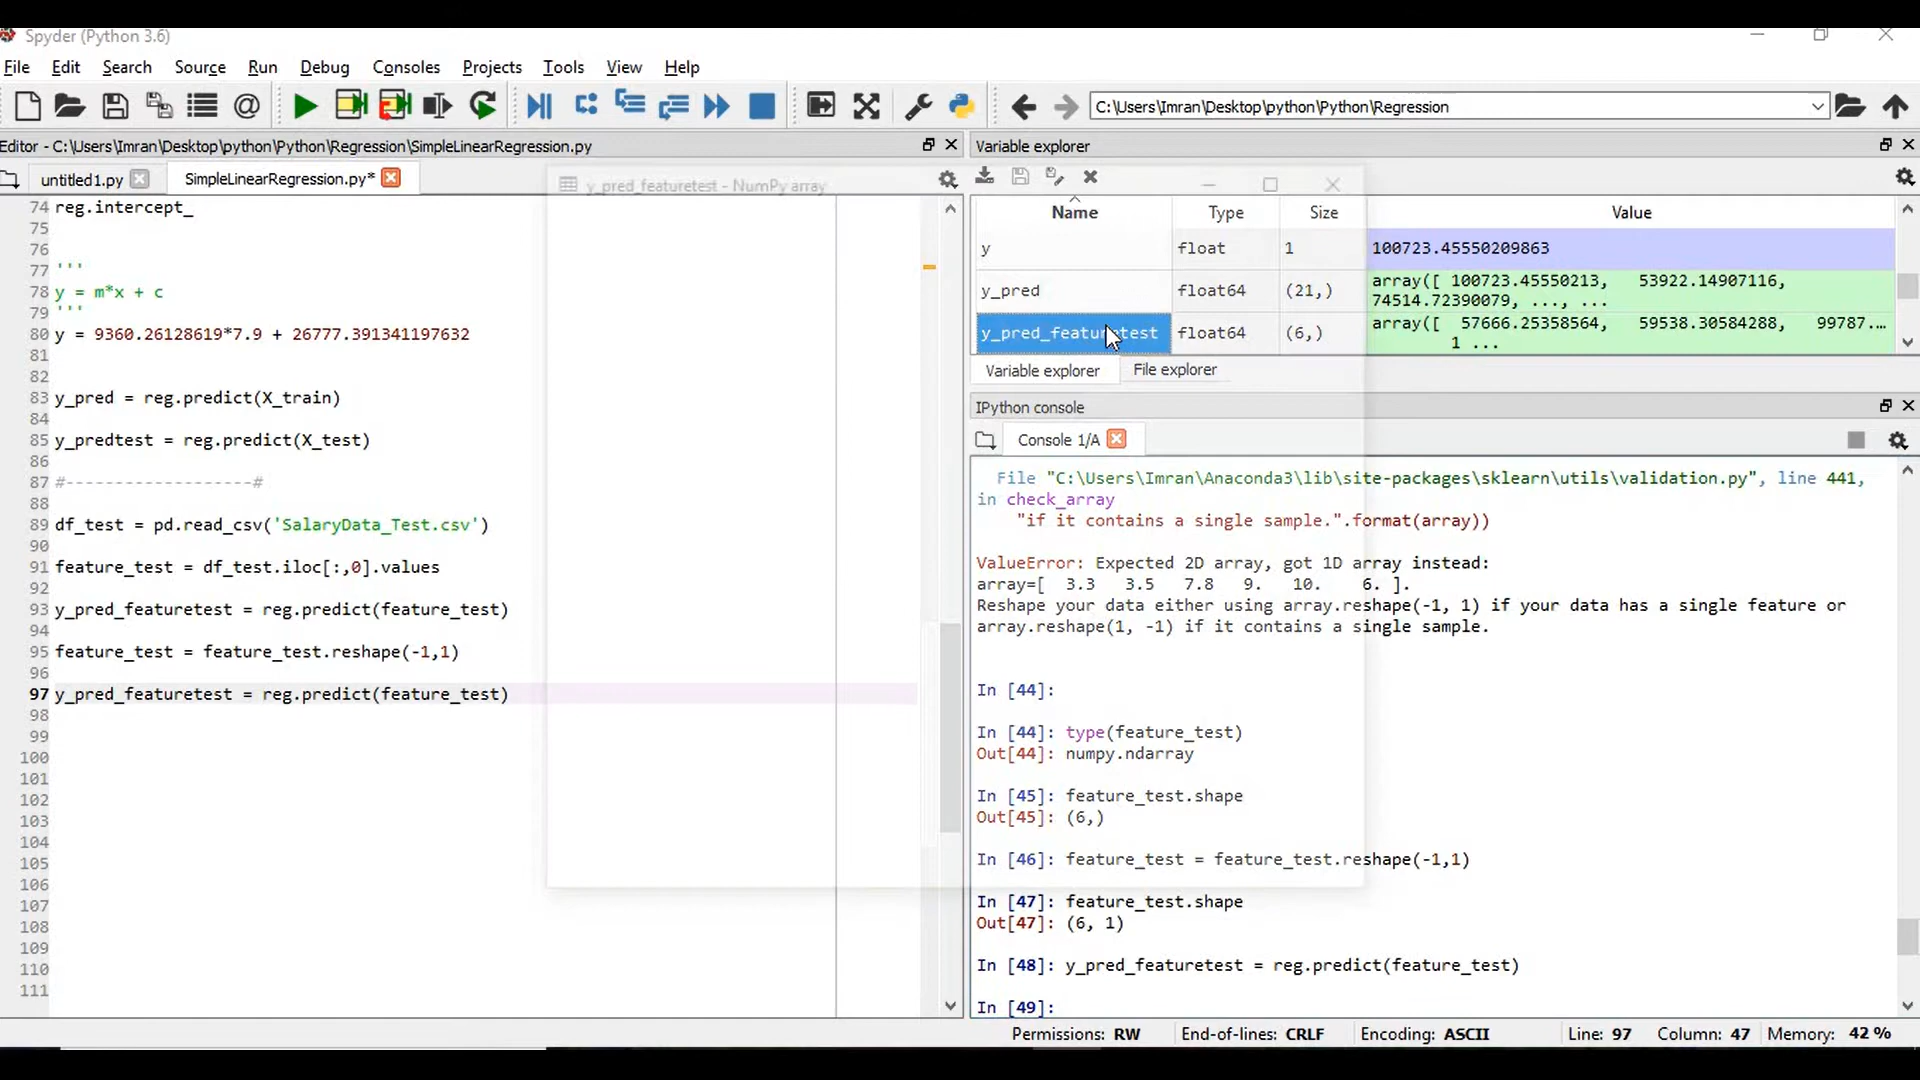 Spyder (Python 3.6)
File Edit Search Source Run Debug Consoles Projects Tools View Help
C:\Users\Imran\Desktop\python\Python\Regression
Editor - C:\Users\Imran\Desktop\python\Python\Regression\SimpleLinearRegression.py
untitled1.py
SimpleLinearRegression.py*
74 reg.intercept_
75
76
77 '''
78 y = m*x + c
79 '''
80 y = 9360.26128619*7.9 + 26777.391341197632
81
82
83 y_pred = reg.predict(X_train)
84
85 y_predtest = reg.predict(X_test)
86
87 #-------------------#
88
89 df_test = pd.read_csv('SalaryData_Test.csv')
90
91 feature_test = df_test.iloc[:,0].values
92
93 y_pred_featuretest = reg.predict(feature_test)
94
95 feature_test = feature_test.reshape(-1,1)
96
97 y_pred_featuretest = reg.predict(feature_test)
98
99
100
101
102
103
104
105
106
107
108
109
110
111
y_pred_featuretest - NumPy array
Variable explorer
Name Type Size Value
y float 1 100723.45550209863
y_pred float64 (21,) array([ 100723.45550213, 53922.14907116,
74514.72390079, ..., ...
y_pred_featuretest float64 (6,) array([ 57666.25358564, 59538.30584288, 99787....
1 ...
Variable explorer File explorer
IPython console
Console 1/A
File "C:\Users\Imran\Anaconda3\lib\site-packages\sklearn\utils\validation.py", line 441,
in check_array
"if it contains a single sample.".format(array))
ValueError: Expected 2D array, got 1D array instead:
array=[ 3.3 3.5 7.8 9. 10. 6. ].
Reshape your data either using array.reshape(-1, 1) if your data has a single feature or
array.reshape(1, -1) if it contains a single sample.
In [44]:
In [44]: type(feature_test)
Out[44]: numpy.ndarray
In [45]: feature_test.shape
Out[45]: (6,)
In [46]: feature_test = feature_test.reshape(-1,1)
In [47]: feature_test.shape
Out[47]: (6, 1)
In [48]: y_pred_featuretest = reg.predict(feature_test)
In [49]:
Permissions: RW End-of-lines: CRLF Encoding: ASCII Line: 97 Column: 47 Memory: 42 %